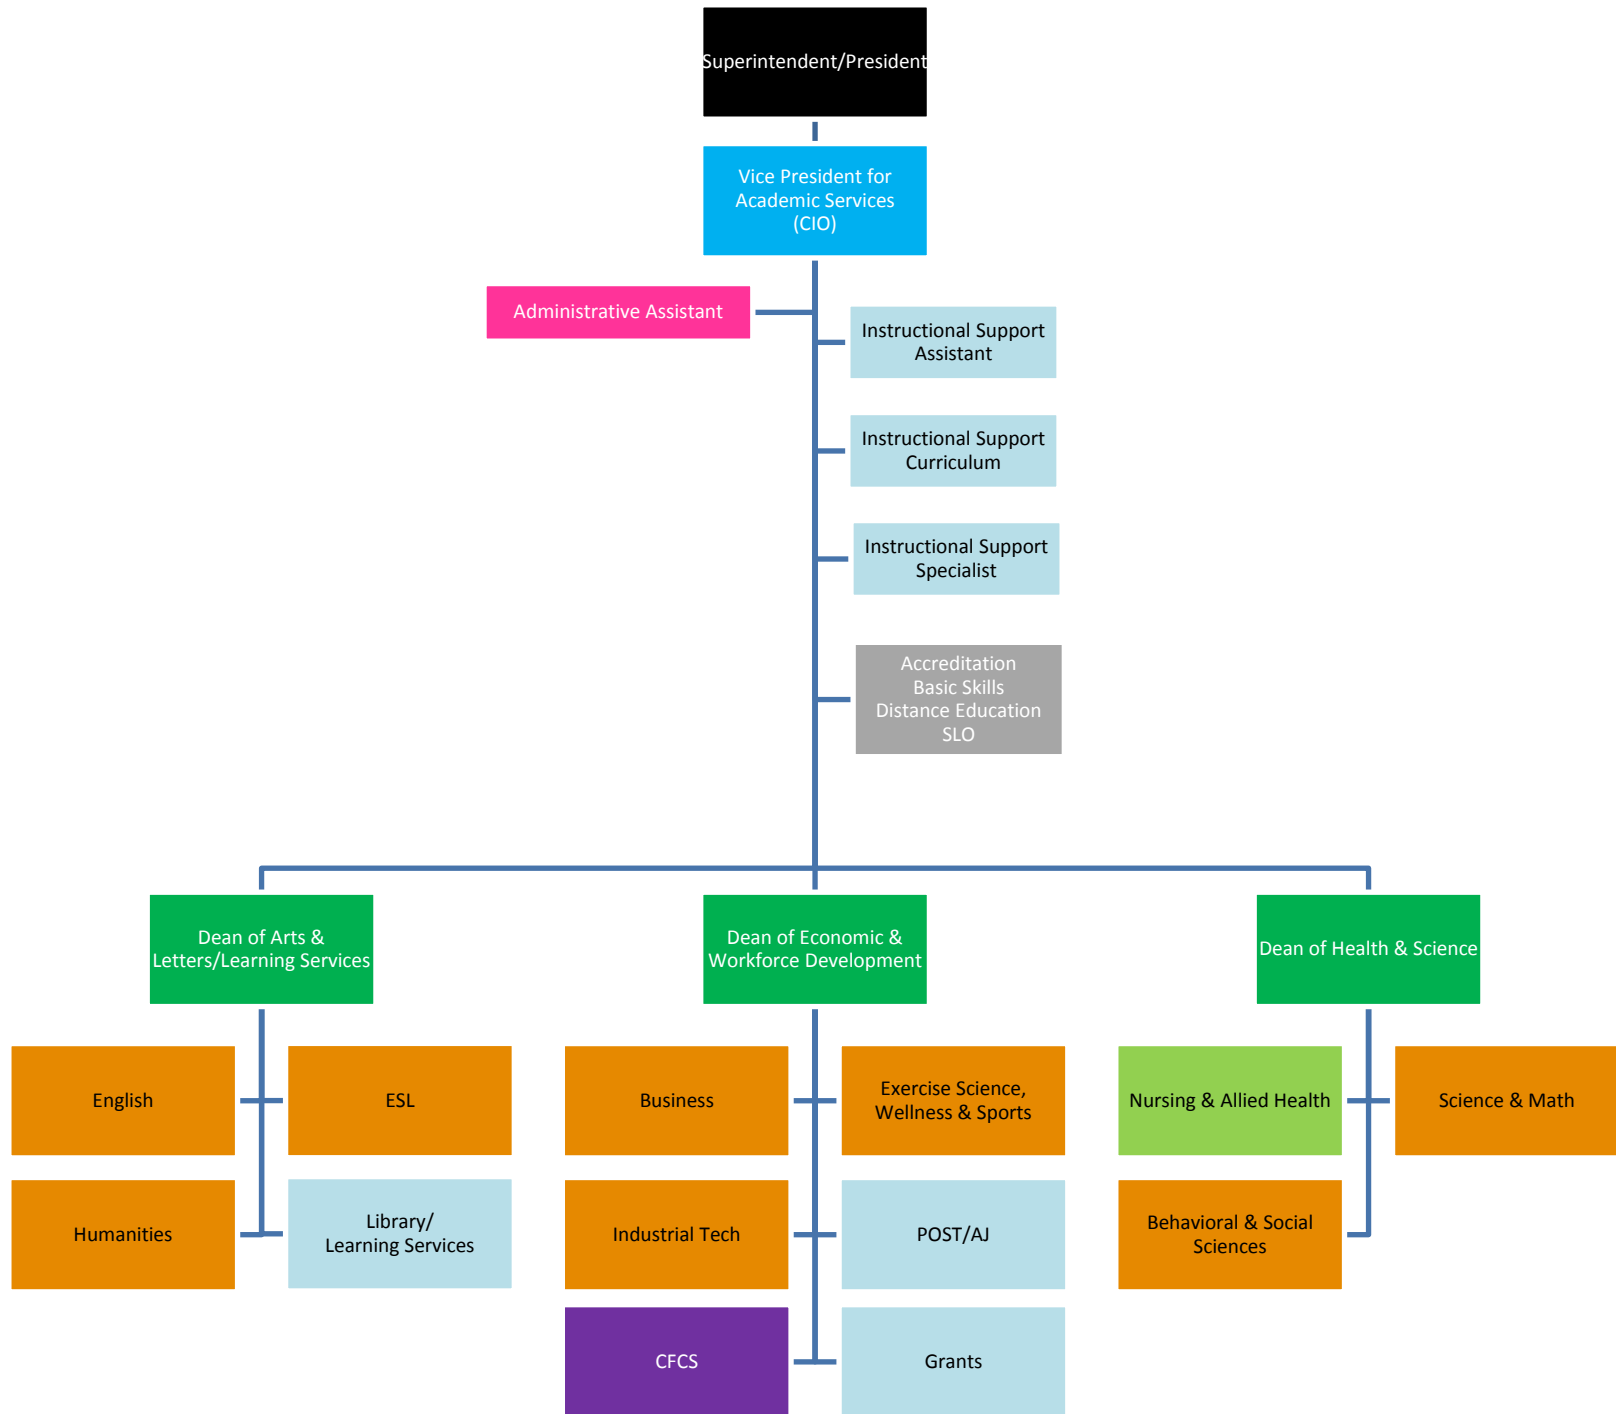 Superintendent/President
Vice President for
Academic Services
(CIO)
Administrative Assistant
Instructional Support
Assistant
Instructional Support
Curriculum
Instructional Support
Specialist
Accreditation
Basic Skills
Distance Education
SLO
Dean of Arts &
Letters/Learning Services
Dean of Economic &
Workforce Development
Dean of Health & Science
English
ESL
Business
Exercise Science,
Wellness & Sports
Nursing & Allied Health
Science & Math
Humanities
Library/
Learning Services
Industrial Tech
POST/AJ
Behavioral & Social
Sciences
CFCS
Grants